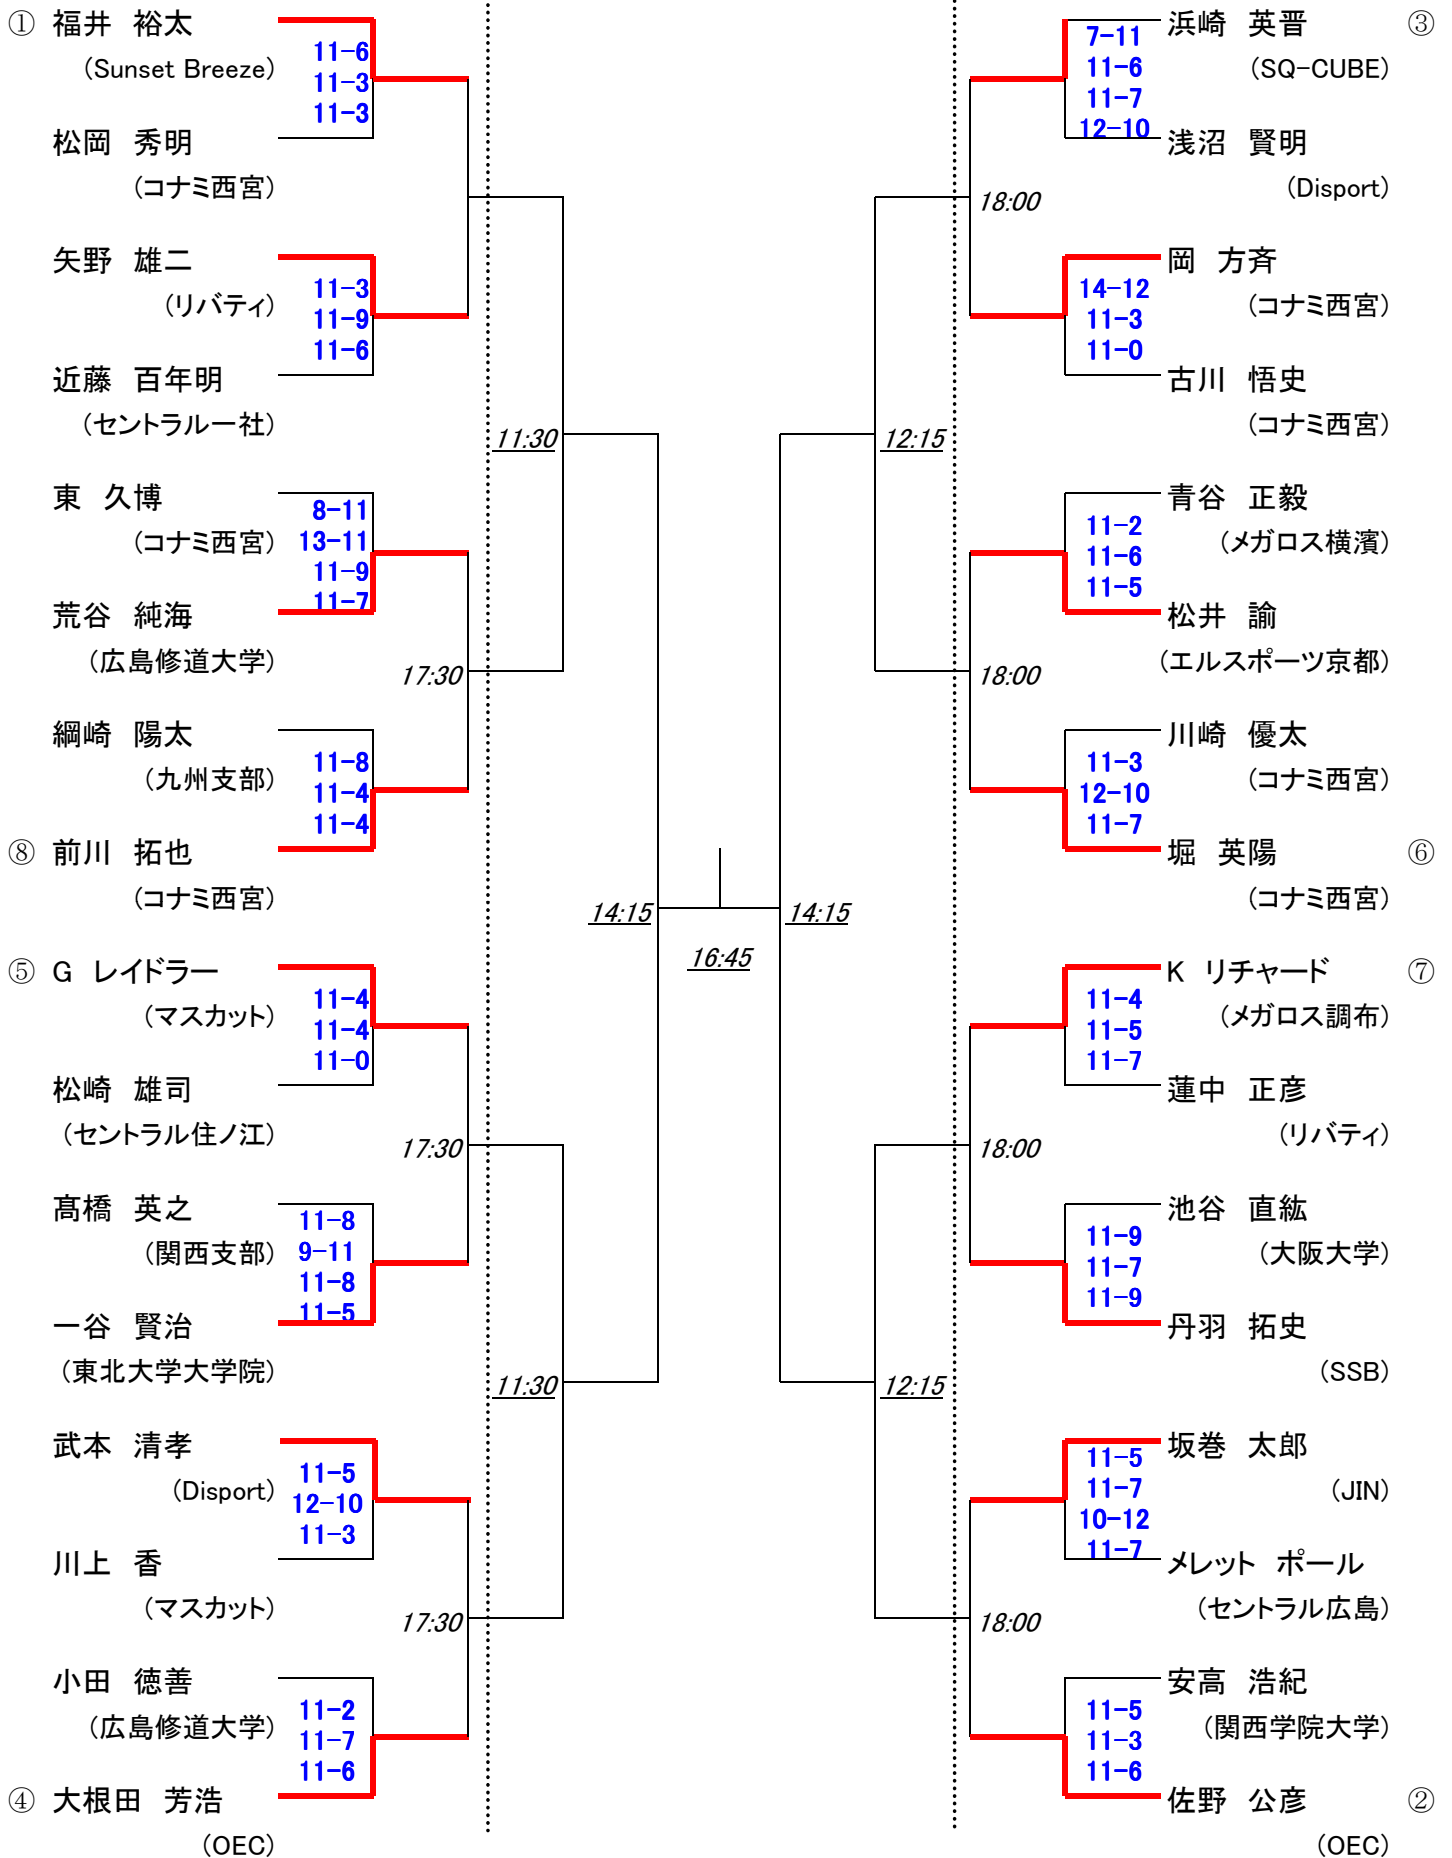 ① 福井 裕太
(Sunset Breeze)
11-6
11-3
11-3
松岡 秀明
(コナミ西宮)
矢野 雄二
(リバティ)
11-3
11-9
11-6
近藤 百年明
(セントラル一社)
11:30
東 久博
(コナミ西宮)
8-11
13-11
11-9
11-7
荒谷 純海
(広島修道大学)
17:30
綱崎 陽太
(九州支部)
11-8
11-4
11-4
⑧ 前川 拓也
(コナミ西宮)
14:15
⑤ G レイドラー
(マスカット)
11-4
11-4
11-0
松崎 雄司
(セントラル住ノ江)
17:30
髙橋 英之
(関西支部)
11-8
9-11
11-8
11-5
一谷 賢治
(東北大学大学院)
11:30
武本 清孝
(Disport)
11-5
12-10
11-3
川上 香
(マスカット)
17:30
小田 徳善
(広島修道大学)
11-2
11-7
11-6
④ 大根田 芳浩
(OEC)
16:45
浜崎 英晋 ③
(SQ-CUBE)
7-11
11-6
11-7
12-10
浅沼 賢明
(Disport)
18:00
岡 方斉
(コナミ西宮)
14-12
11-3
11-0
古川 悟史
(コナミ西宮)
12:15
青谷 正毅
(メガロス横濱)
11-2
11-6
11-5
松井 諭
(エルスポーツ京都)
18:00
川崎 優太
(コナミ西宮)
11-3
12-10
11-7
堀 英陽 ⑥
(コナミ西宮)
14:15
K リチャード ⑦
(メガロス調布)
11-4
11-5
11-7
蓮中 正彦
(リバティ)
18:00
池谷 直紘
(大阪大学)
11-9
11-7
11-9
丹羽 拓史
(SSB)
12:15
坂巻 太郎
(JIN)
11-5
11-7
10-12
11-7
メレット ポール
(セントラル広島)
18:00
安高 浩紀
(関西学院大学)
11-5
11-3
11-6
佐野 公彦 ②
(OEC)